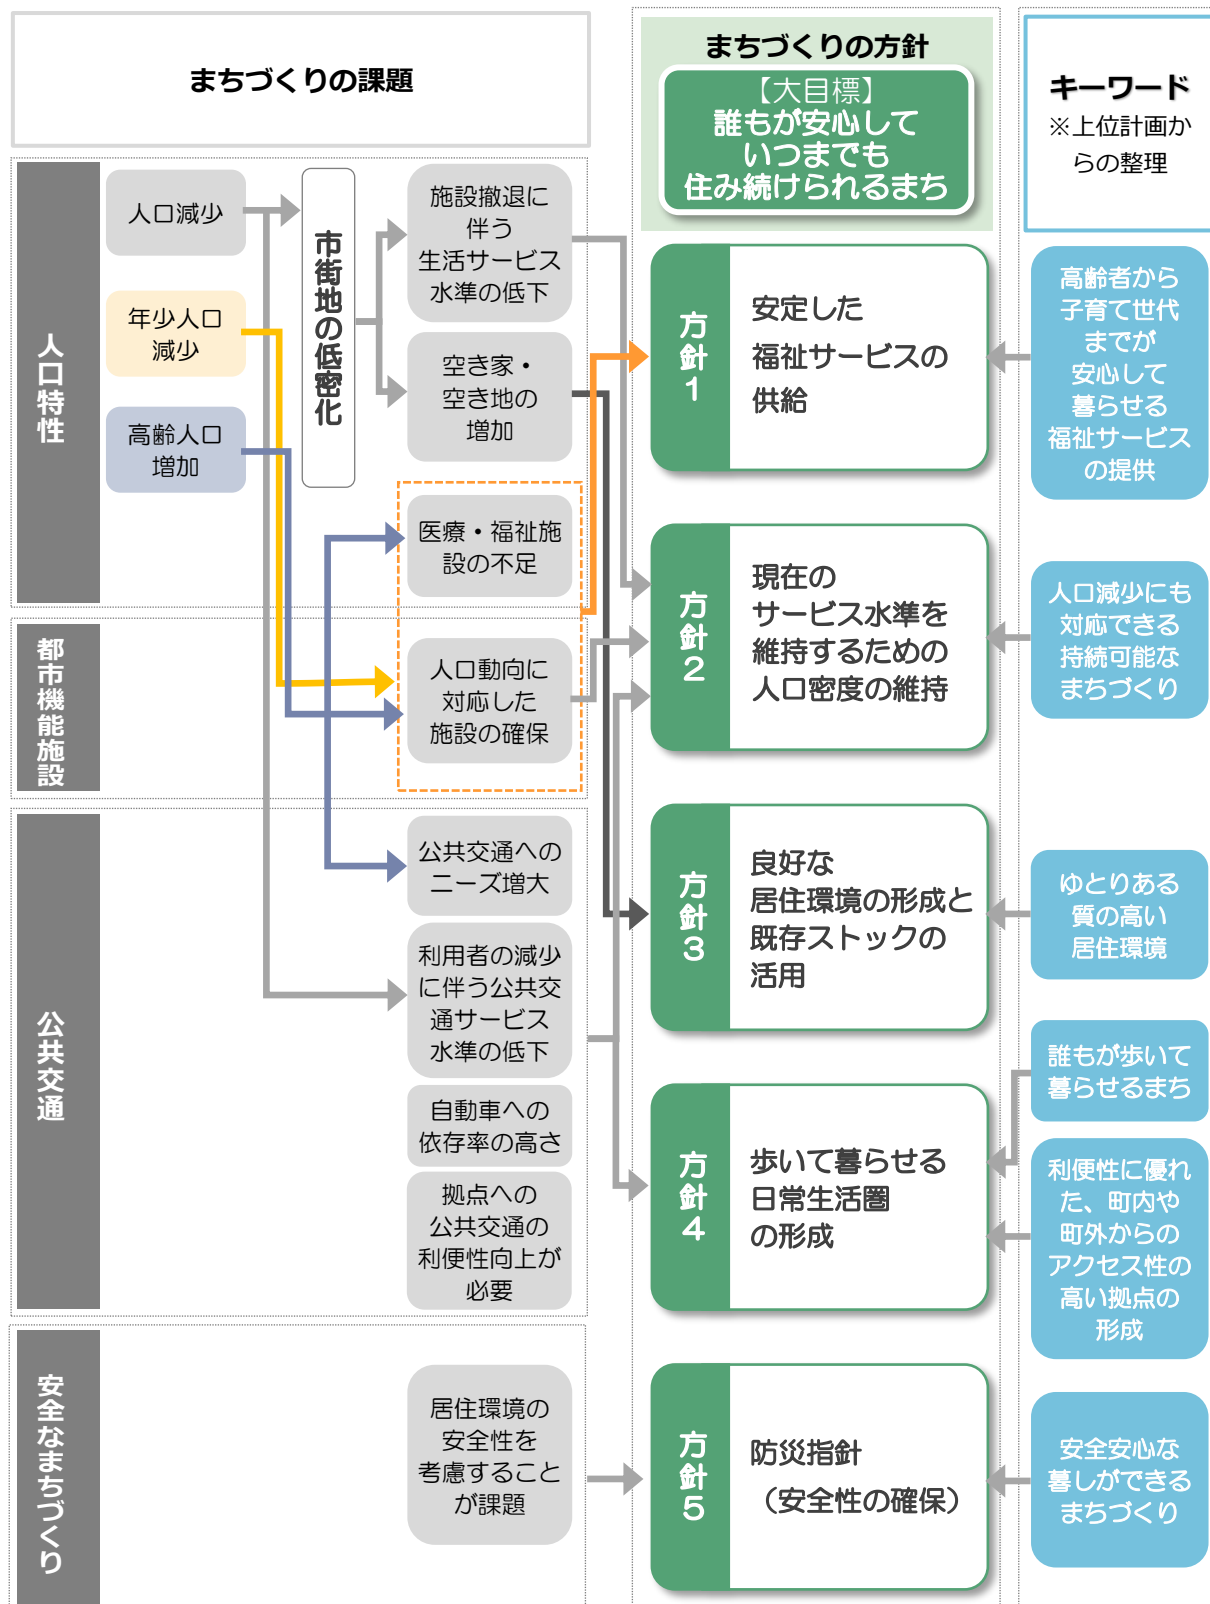 まちづくりの課題
まちづくりの方針
【大目標】
誰もが安心して
いつまでも
住み続けられるまち
キーワード
※上位計画か
らの整理
人口特性
人口減少
年少人口
減少
高齢人口
増加
市街地の低密化
施設撤退に
伴う
生活サービス
水準の低下
空き家・
空き地の
増加
医療・福祉施
設の不足
都市機能施設
人口動向に
対応した
施設の確保
公共交通
公共交通への
ニーズ増大
利用者の減少
に伴う公共交
通サービス
水準の低下
自動車への
依存率の高さ
拠点への
公共交通の
利便性向上が
必要
安全なまちづくり
居住環境の
安全性を
考慮すること
が課題
方針1
安定した
福祉サービスの
供給
方針2
現在の
サービス水準を
維持するための
人口密度の維持
方針3
良好な
居住環境の形成と
既存ストックの
活用
方針4
歩いて暮らせる
日常生活圏
の形成
方針5
防災指針
（安全性の確保）
高齢者から
子育て世代
までが
安心して
暮らせる
福祉サービス
の提供
人口減少にも
対応できる
持続可能な
まちづくり
ゆとりある
質の高い
居住環境
誰もが歩いて
暮らせるまち
利便性に優れ
た、町内や
町外からの
アクセス性の
高い拠点の
形成
安全安心な
暮しができる
まちづくり